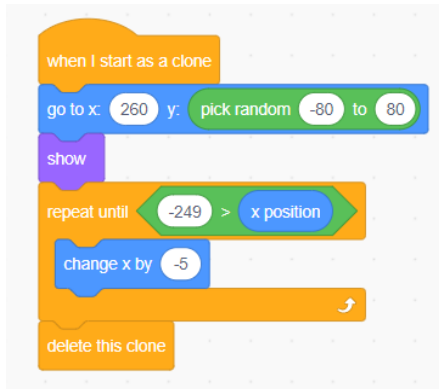 when I start as a clone
go to x: 260 y: pick random -80 to 80
show
repeat until -249 > x position
change x by -5
delete this clone